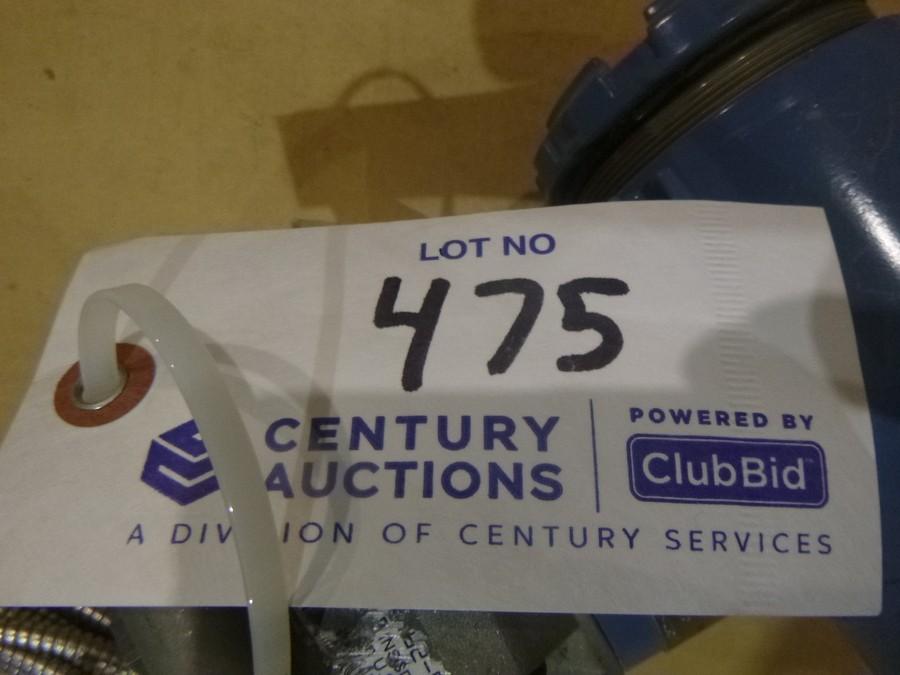 LOT NO
475
CENTURY
AUCTIONS
POWERED BY
ClubBid
A DIVISION OF CENTURY SERVICES